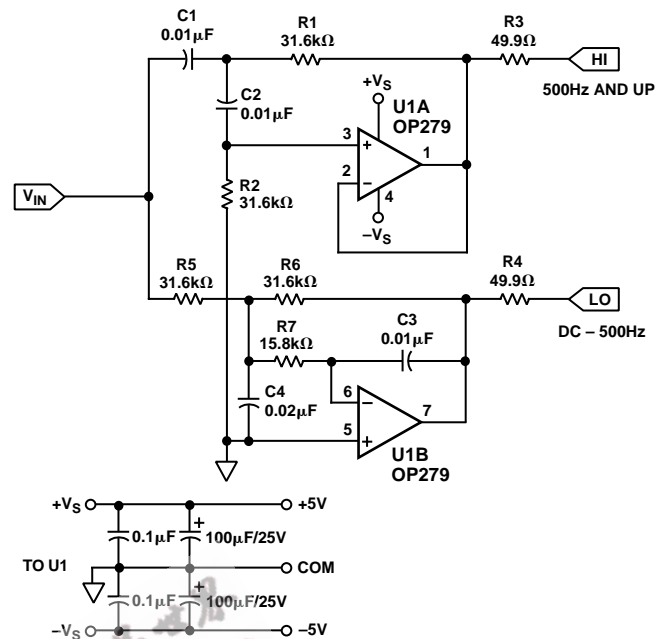 C1
0.01µF
R1
31.6kΩ
R3
49.9Ω
HI
500Hz AND UP
C2
0.01µF
+VS
U1A
OP279
3
+
1
2
–
4
–VS
VIN
R2
31.6kΩ
R5
31.6kΩ
R6
31.6kΩ
R4
49.9Ω
LO
DC – 500Hz
R7
15.8kΩ
C3
0.01µF
C4
0.02µF
6
–
7
5
+
U1B
OP279
+VS
+5V
0.1µF
+
100µF/25V
TO U1
COM
0.1µF
+
100µF/25V
–VS
–5V